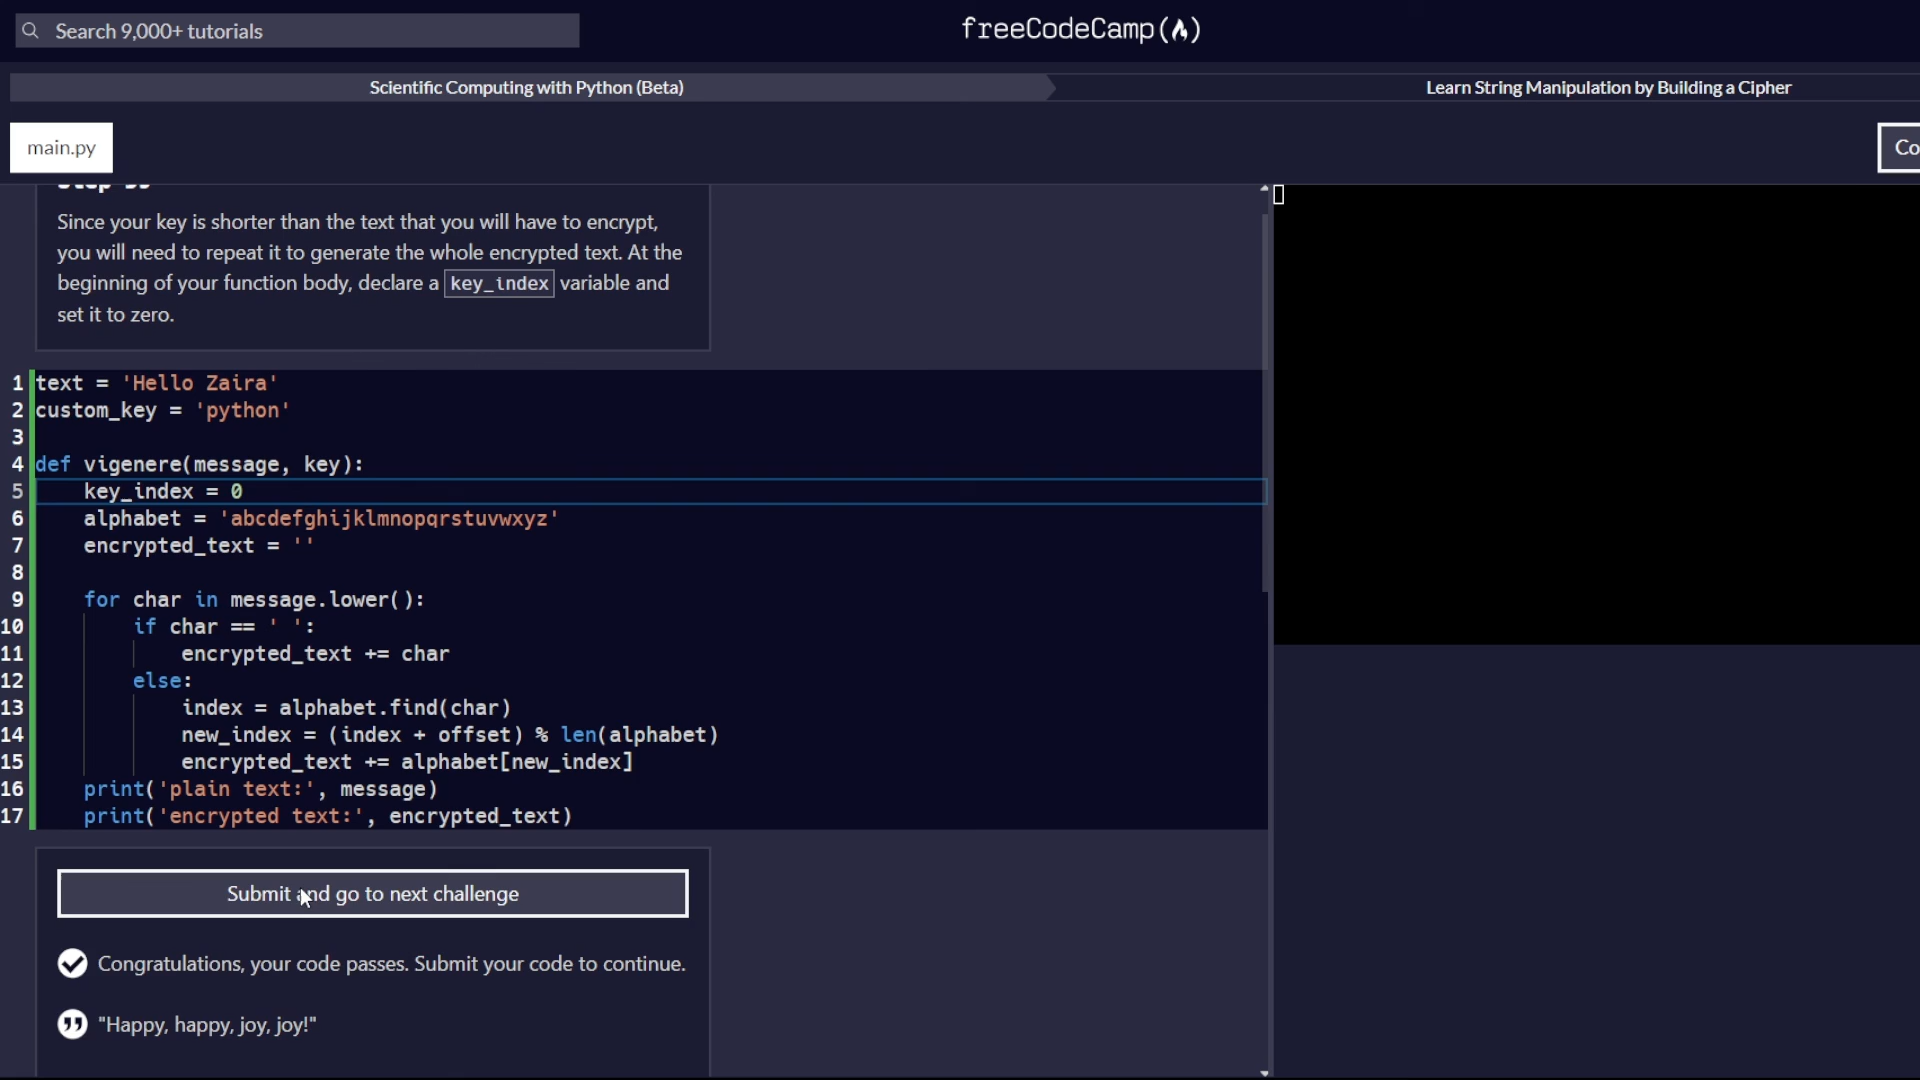 Search 9,000+ tutorials
freeCodeCamp
Scientific Computing with Python (Beta)
Learn String Manipulation by Building a Cipher
main.py
Since your key is shorter than the text that you will have to encrypt,
you will need to repeat it to generate the whole encrypted text. At the
beginning of your function body, declare a key_index variable and
set it to zero.
1 text = 'Hello Zaira'
2 custom_key = 'python'
3
4 def vigenere(message, key):
5     key_index = 0
6     alphabet = 'abcdefghijklmnopqrstuvwxyz'
7     encrypted_text = ''
8
9     for char in message.lower():
10         if char == ' ':
11             encrypted_text += char
12         else:
13             index = alphabet.find(char)
14             new_index = (index + offset) % len(alphabet)
15             encrypted_text += alphabet[new_index]
16     print('plain text:', message)
17     print('encrypted text:', encrypted_text)
Submit and go to next challenge
Congratulations, your code passes. Submit your code to continue.
"Happy, happy, joy, joy!"